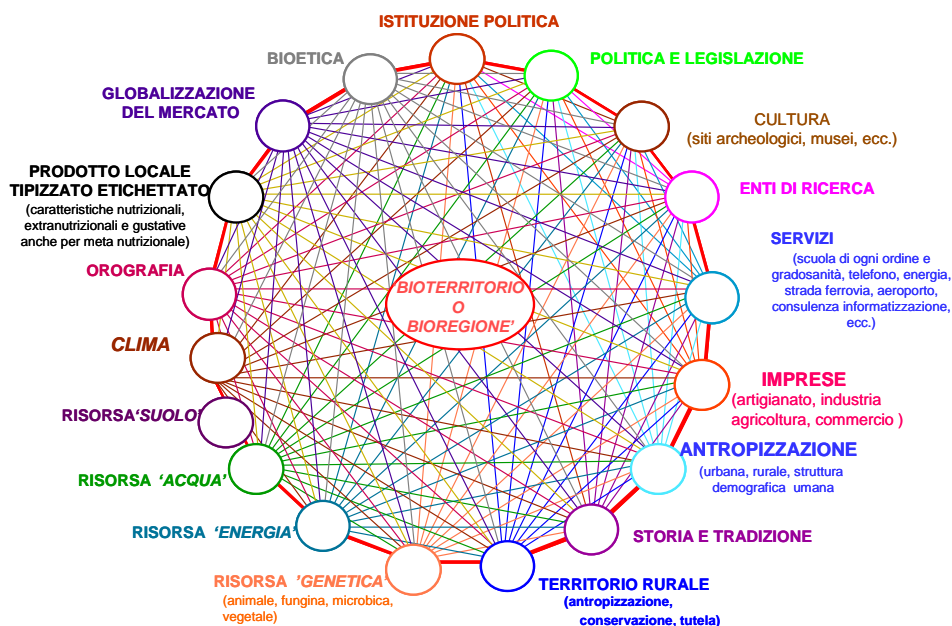 ISTITUZIONE POLITICA
BIOETICA
POLITICA E LEGISLAZIONE
GLOBALIZZAZIONE
DEL MERCATO
CULTURA
(siti archeologici, musei, ecc.)
PRODOTTO LOCALE
TIPIZZATO ETICHETTATO
(caratteristiche nutrizionali,
extranutrizionali e gustative
anche per meta nutrizionale)
ENTI DI RICERCA
SERVIZI
(scuola di ogni ordine e
gradosanità, telefono, energia,
strada ferrovia, aeroporto,
consulenza informatizzazione,
ecc.)
OROGRAFIA
BIOTERRITORIO
O
BIOREGIONE’
CLIMA
IMPRESE
(artigianato, industria
agricoltura, commercio )
RISORSA‘SUOLO’
ANTROPIZZAZIONE
(urbana, rurale, struttura
demografica umana
RISORSA ‘ACQUA’
RISORSA ‘ENERGIA’
STORIA E TRADIZIONE
RISORSA ’GENETICA’
(animale, fungina, microbica,
vegetale)
TERRITORIO RURALE
(antropizzazione,
conservazione, tutela)